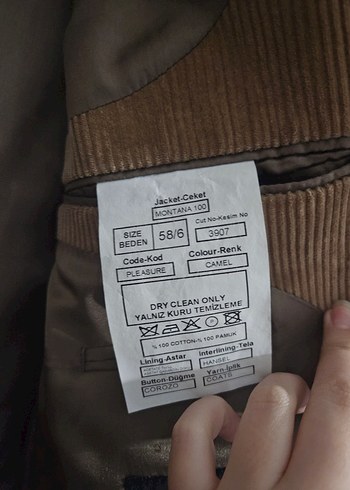 Jacket-Ceket
MONTANA 100
SIZE BEDEN 58/6
Cut No-Kesim No
3907
Code-Kod
PLEASURE
Colour-Renk
CAMEL
DRY CLEAN ONLY
YALNIZ KURU TEMİZLEME
% 100 COTTON-% 100 PAMUK
Lining-Astar
Interlining-Tela
HANSEL
Button-Düğme
COROZO
Yarn-İplik
COATS